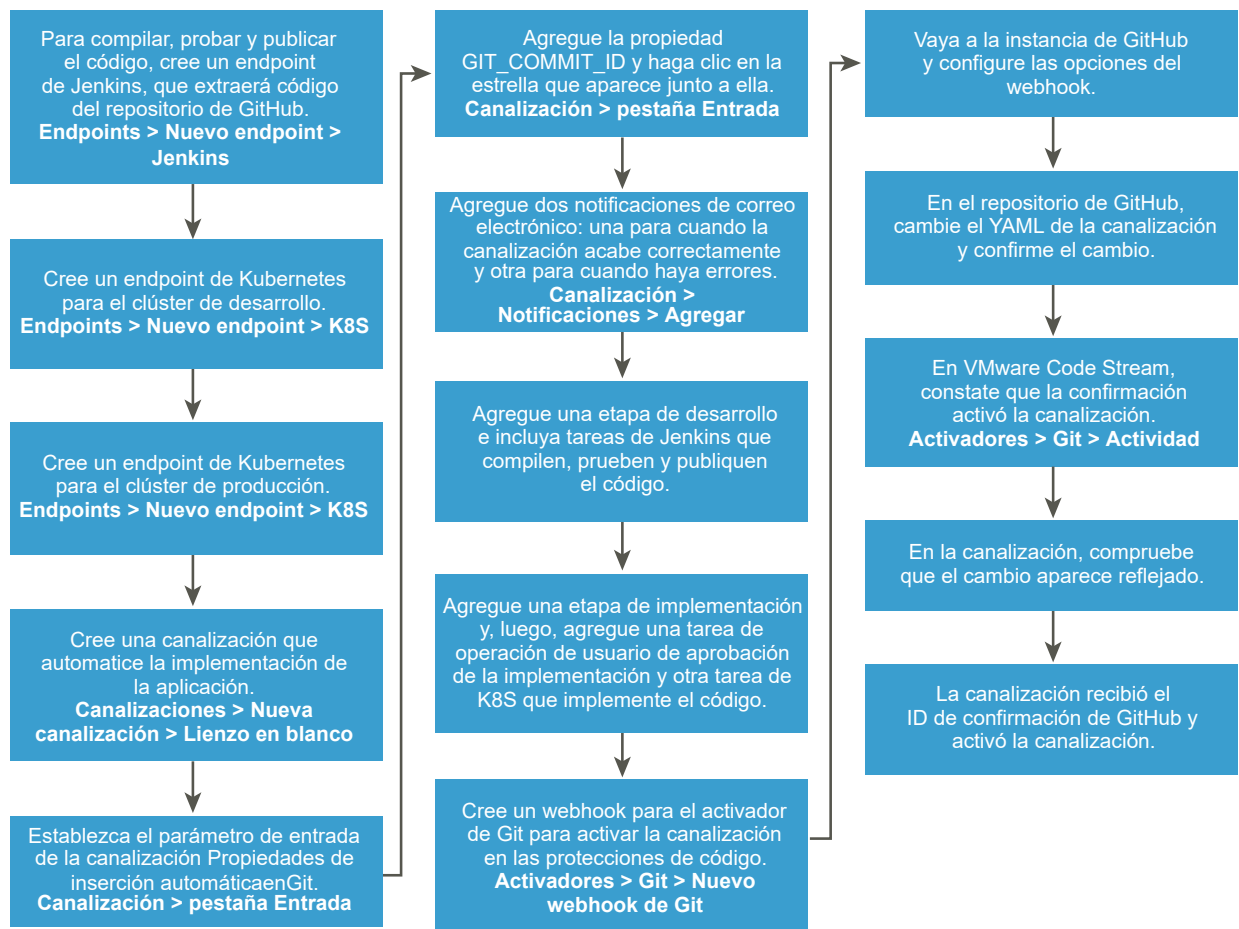 Para compilar, probar y publicar
el código, cree un endpoint
de Jenkins, que extraerá código
del repositorio de GitHub.
Endpoints > Nuevo endpoint >
Jenkins
Cree un endpoint de Kubernetes
para el clúster de desarrollo.
Endpoints > Nuevo endpoint > K8S
Cree un endpoint de Kubernetes
para el clúster de producción.
Endpoints > Nuevo endpoint > K8S
Cree una canalización que
automatice la implementación de
la aplicación.
Canalizaciones > Nueva
canalización > Lienzo en blanco
Establezca el parámetro de entrada
de la canalización Propiedades de
inserción automáticaenGit.
Canalización > pestaña Entrada
Agregue la propiedad
GIT_COMMIT_ID y haga clic en la
estrella que aparece junto a ella.
Canalización > pestaña Entrada
Agregue dos notificaciones de correo
electrónico: una para cuando la
canalización acabe correctamente
y otra para cuando haya errores.
Canalización >
Notificaciones > Agregar
Agregue una etapa de desarrollo
e incluya tareas de Jenkins que
compilen, prueben y publiquen
el código.
Agregue una etapa de implementación
y, luego, agregue una tarea de
operación de usuario de aprobación
de la implementación y otra tarea de
K8S que implemente el código.
Cree un webhook para el activador
de Git para activar la canalización
en las protecciones de código.
Activadores > Git > Nuevo
webhook de Git
Vaya a la instancia de GitHub
y configure las opciones del
webhook.
En el repositorio de GitHub,
cambie el YAML de la canalización
y confirme el cambio.
En VMware Code Stream,
constate que la confirmación
activó la canalización.
Activadores > Git > Actividad
En la canalización, compruebe
que el cambio aparece reflejado.
La canalización recibió el
ID de confirmación de GitHub y
activó la canalización.